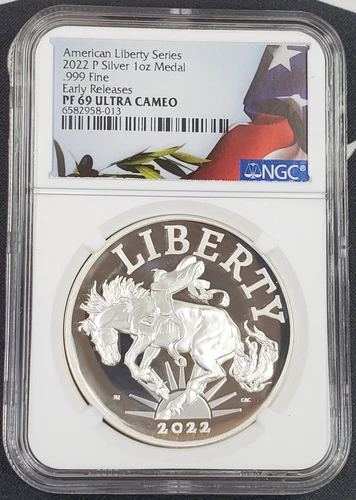 American Liberty Series
2022 P Silver 1oz Medal
.999 Fine
Early Releases
PF 69 ULTRA CAMEO
6582958-013
NGC®
LIBERTY
CAC
2022